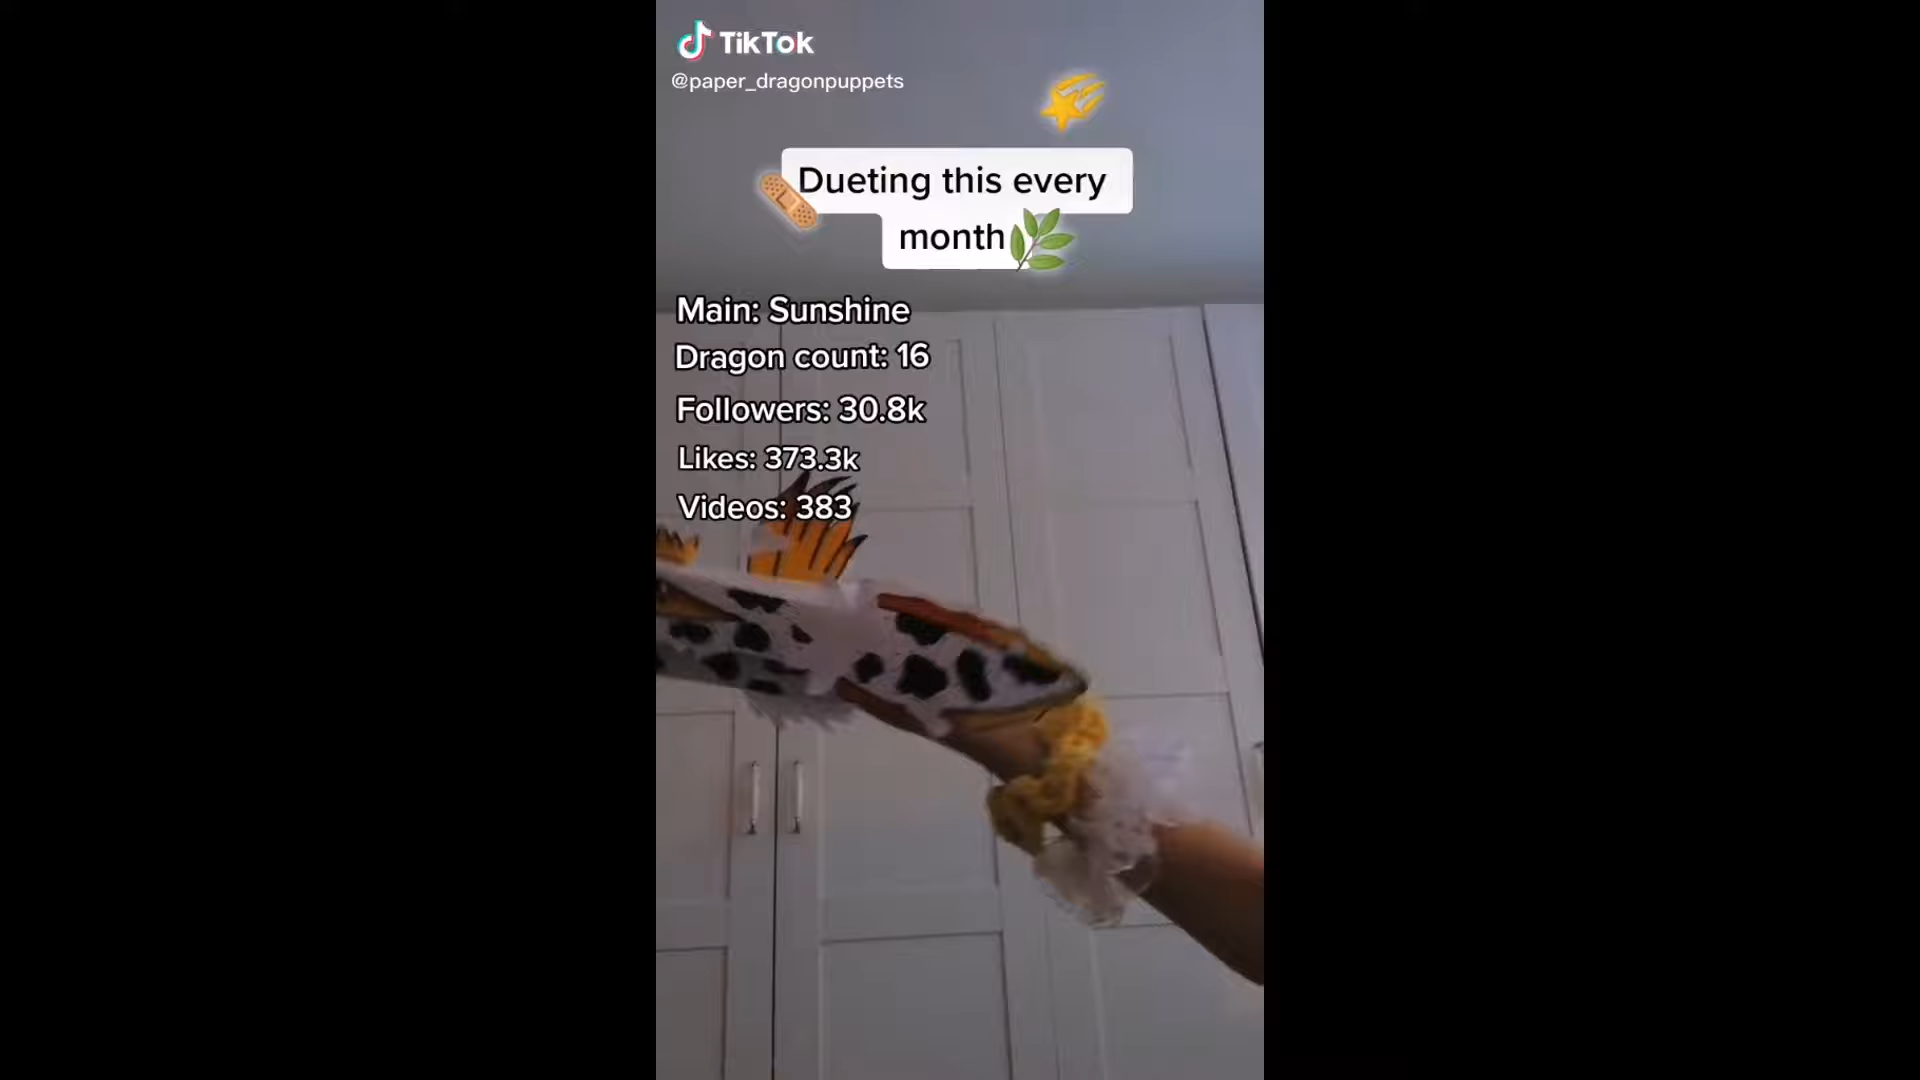 TikTok
@paper_dragonpuppets
Dueting this every
month
Main: Sunshine
Dragon count: 16
Followers: 30.8k
Likes: 373.3k
Videos: 383